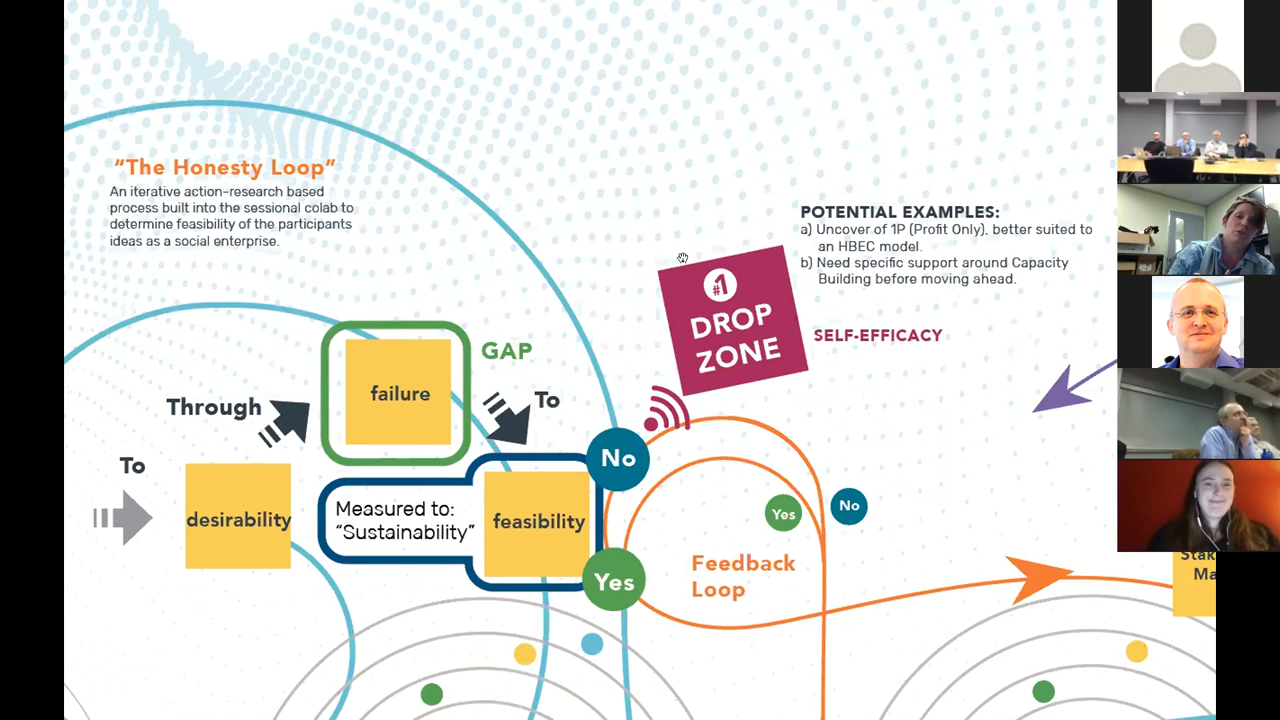 “The Honesty Loop”
An iterative action-research based
process built into the sessional colab to
determine feasibility of the participants
ideas as a social enterprise.
POTENTIAL EXAMPLES:
a) Uncover of 1P (Profit Only), better suited to
an HBEC model.
b) Need specific support around Capacity
Building before moving ahead.
#1
DROP
ZONE
SELF-EFFICACY
GAP
failure
Through
To
To
desirability
Measured to:
“Sustainability”
feasibility
No
Yes
Yes
No
Feedback
Loop
Stak
Ma